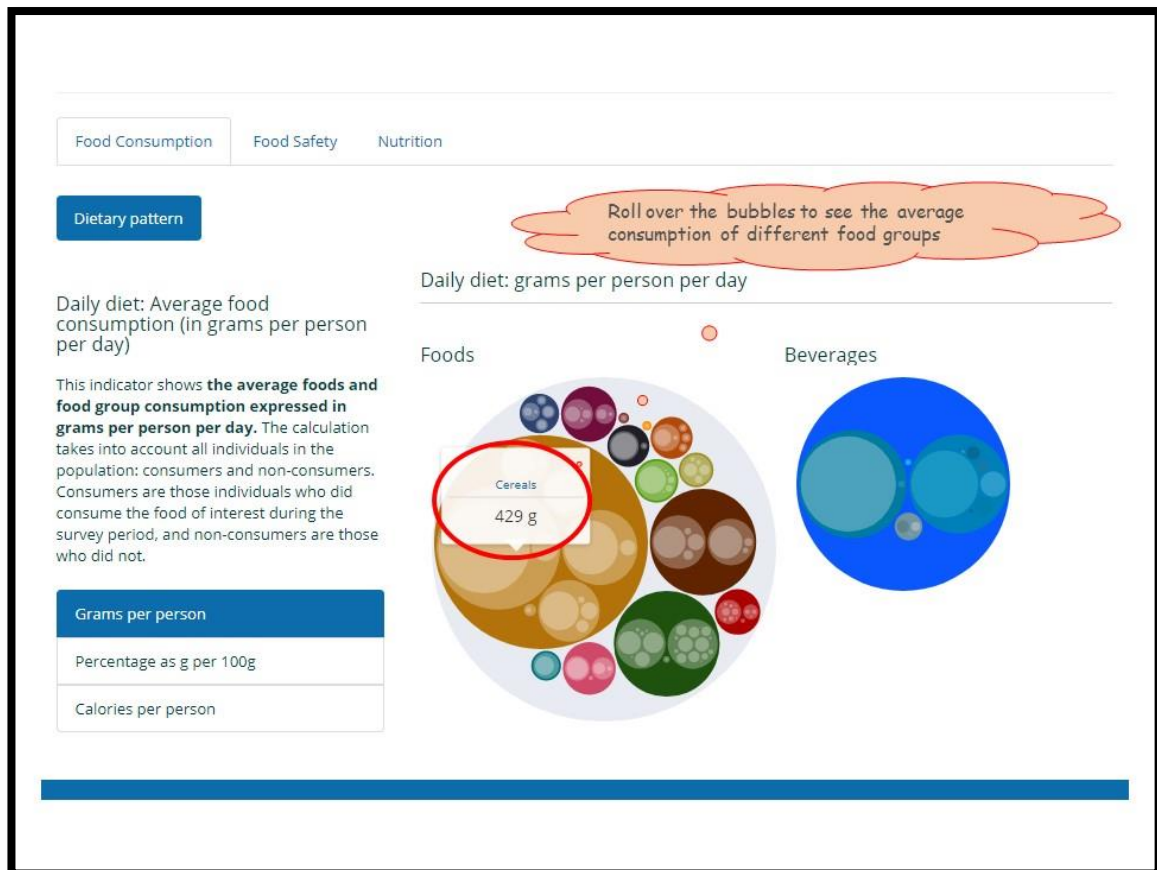 Food Consumption
Food Safety
Nutrition
Dietary pattern
Roll over the bubbles to see the average
consumption of different food groups
Daily diet: grams per person per day
Daily diet: Average food
consumption (in grams per person
per day)
This indicator shows the average foods and
food group consumption expressed in
grams per person per day. The calculation
takes into account all individuals in the
population: consumers and non-consumers.
Consumers are those individuals who did
consume the food of interest during the
survey period, and non-consumers are those
who did not.
Grams per person
Percentage as g per 100g
Calories per person
Foods
Cereals
429 g
Beverages